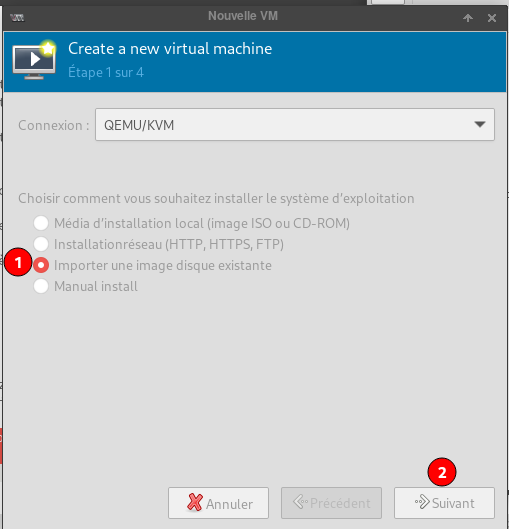 Nouvelle VM
Create a new virtual machine
Étape 1 sur 4
Connexion :
QEMU/KVM
Choisir comment vous souhaitez installer le système d'exploitation
Média d'installation local (image ISO ou CD-ROM)
Installationréseau (HTTP, HTTPS, FTP)
1
Importer une image disque existante
Manual install
2
Annuler
Précédent
Suivant